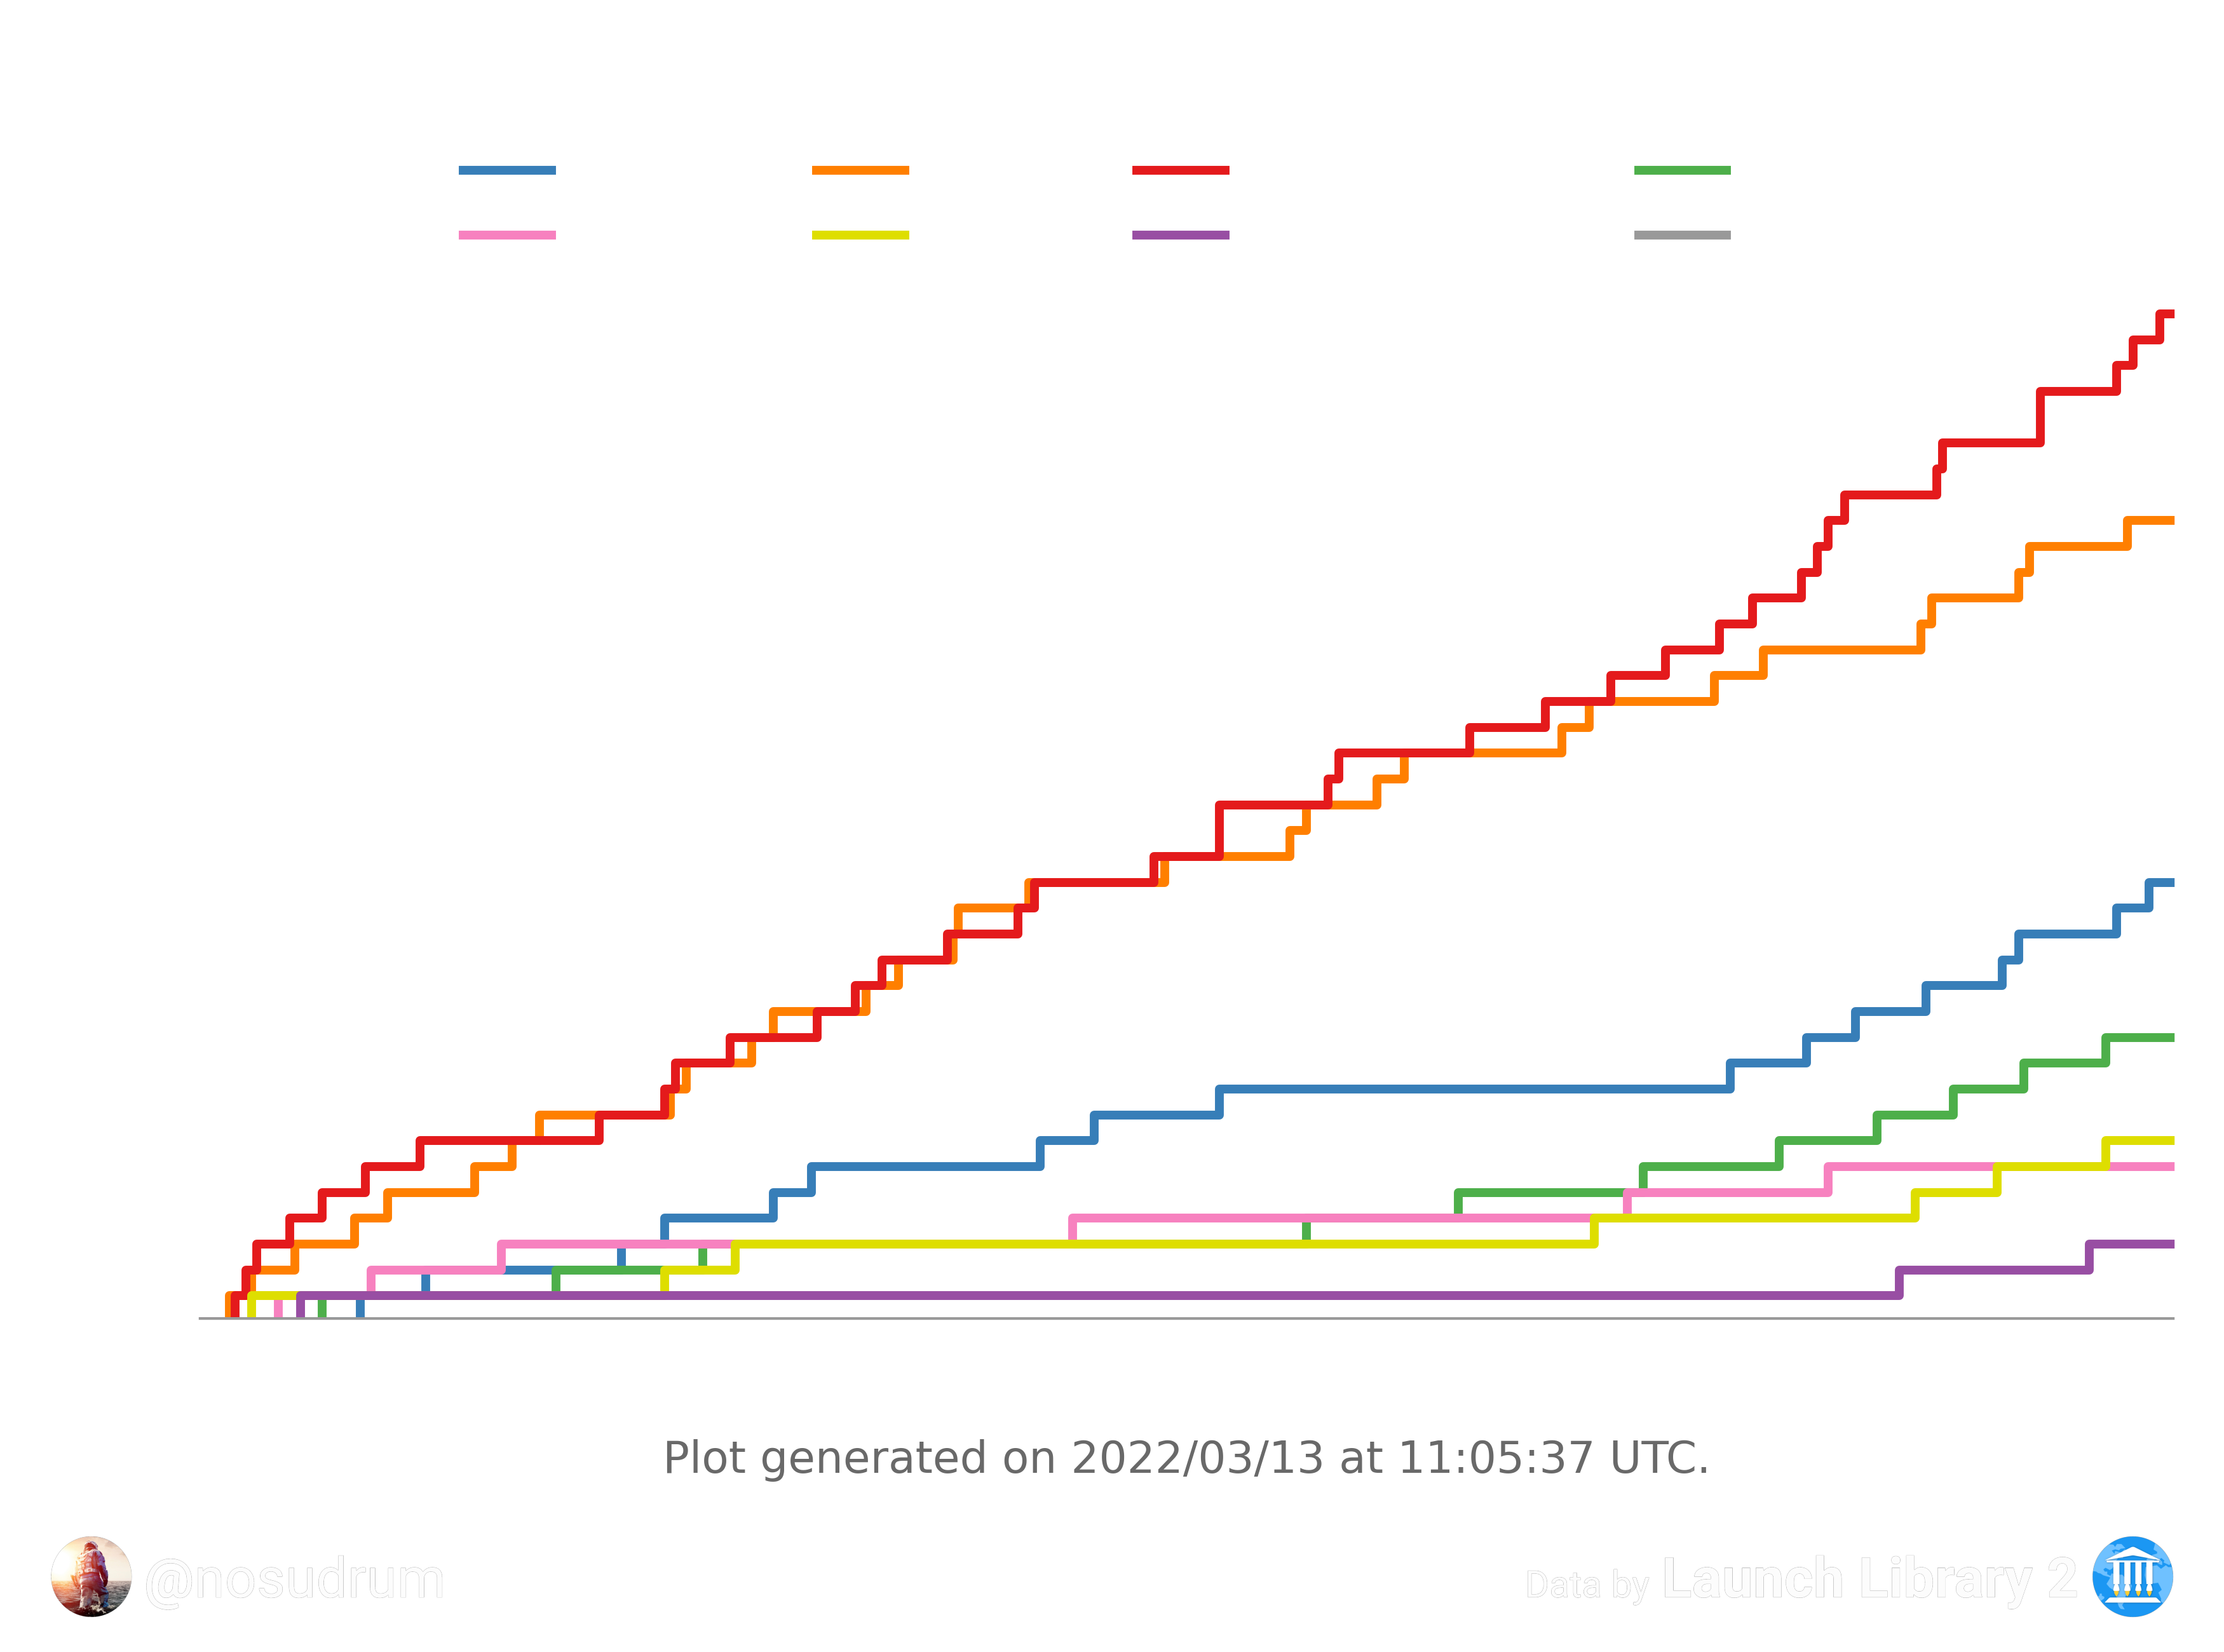 Plot generated on 2022/03/13 at 11:05:37 UTC.
@nosudrum
Data by Launch Library 2